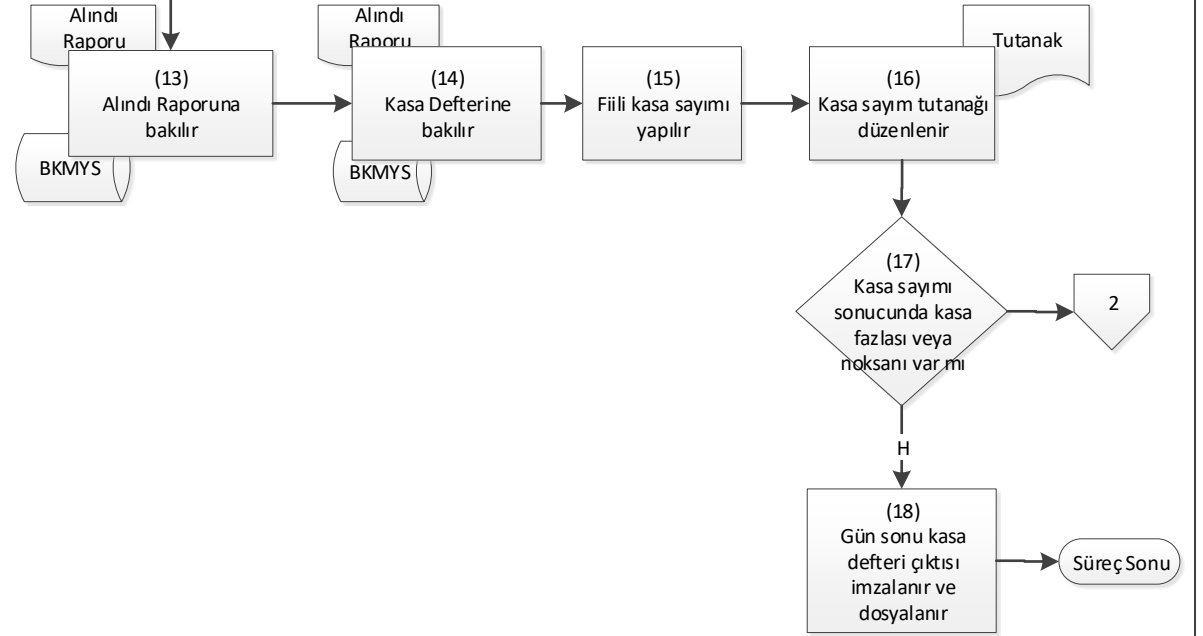 Alındı
Raporu
(13)
Alındı Raporuna
bakılır
BKMYS
Alındı
Raporu
(14)
Kasa Defterine
bakılır
BKMYS
(15)
Fiili kasa sayımı
yapılır
Tutanak
(16)
Kasa sayım tutanağı
düzenlenir
(17)
Kasa sayımı
sonucunda kasa
fazlası veya
noksanı var mı
2
H
(18)
Gün sonu kasa
defteri çıktısı
imzalanır ve
dosyalanır
Süreç Sonu